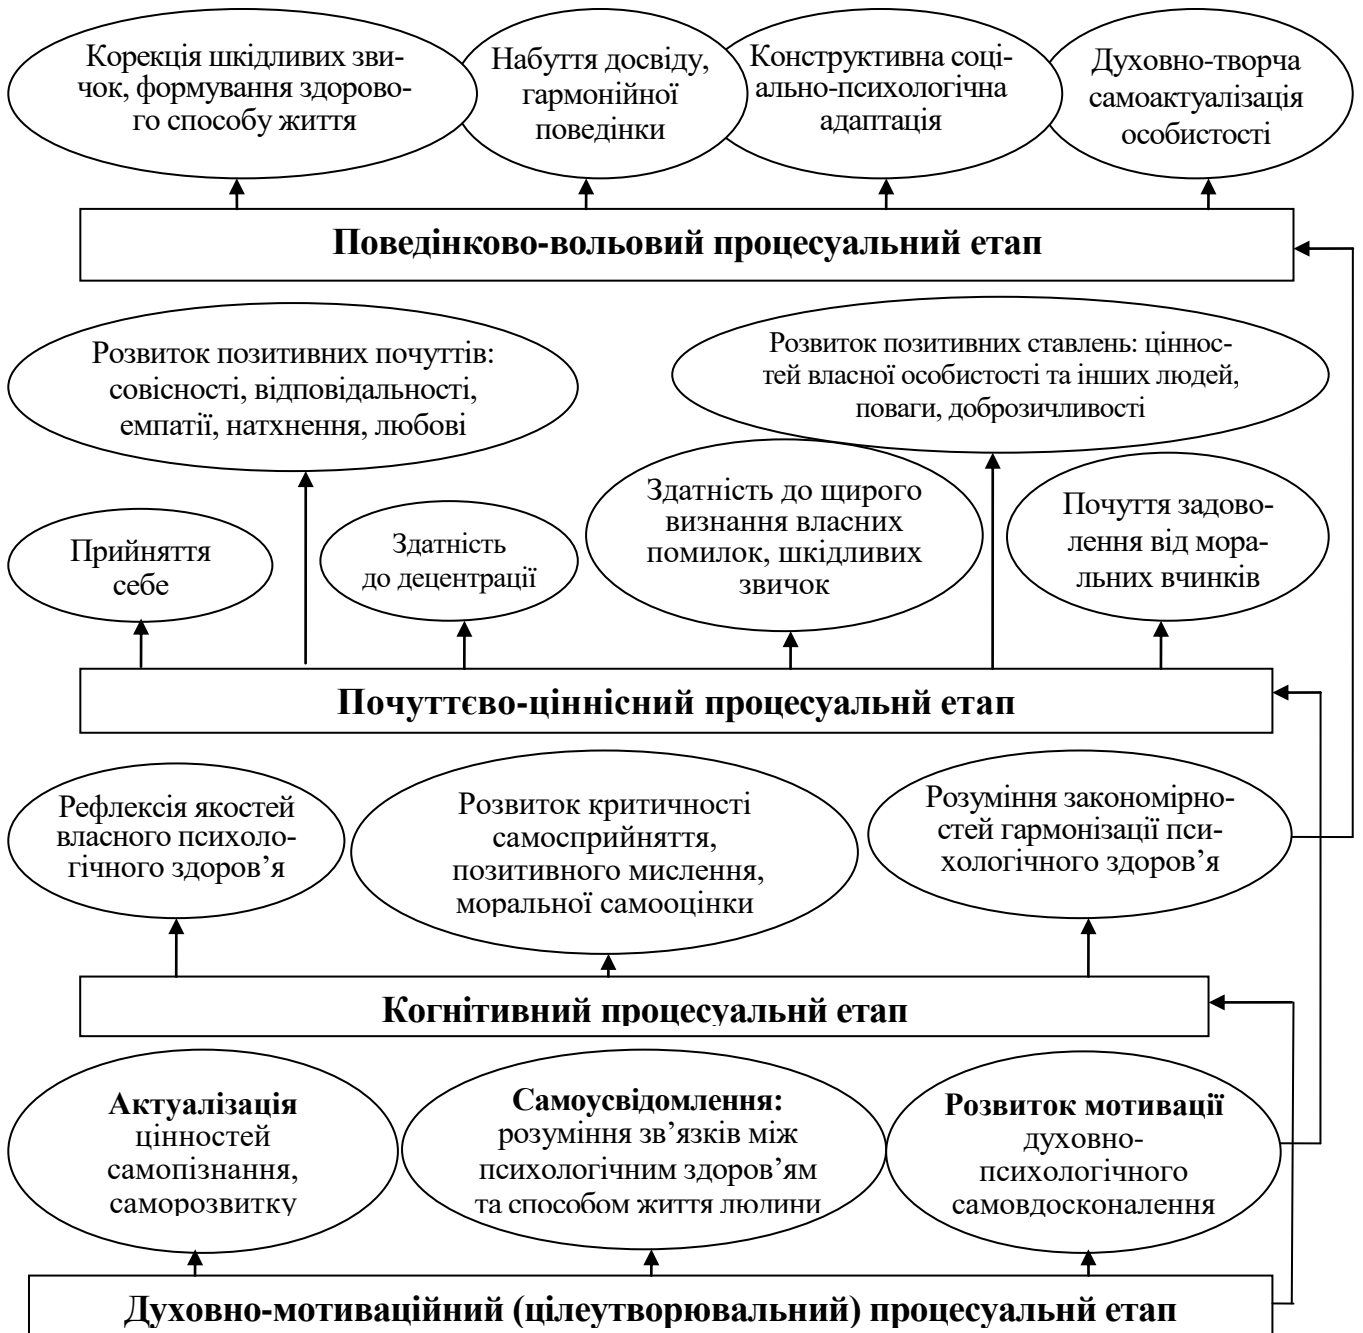 Корекція шкідливих зви-
чок, формування здорово-
го способу життя
Набуття досвіду,
гармонійної
поведінки
Конструктивна соці-
ально-психологічна
адаптація
Духовно-творча
самоактуалізація
особистості
Поведінково-вольовий процесуальний етап
Розвиток позитивних почуттів:
совісності, відповідальності,
емпатії, натхнення, любові
Розвиток позитивних ставлень: ціннос-
тей власної особистості та інших людей,
поваги, доброзичливості
Прийняття
себе
Здатність
до децентрації
Здатність до щирого
визнання власних
помилок, шкідливих
звичок
Почуття задово-
лення від мора-
льних вчинків
Почуттєво-ціннісний процесуальнй етап
Рефлексія якостей
власного психоло-
гічного здоров’я
Розвиток критичності
самосприйняття,
позитивного мислення,
моральної самооцінки
Розуміння закономірно-
стей гармонізації пси-
хологічного здоров’я
Когнітивний процесуальнй етап
Актуалізація
цінностей
самопізнання,
саморозвитку
Самоусвідомлення:
розуміння зв’язків між
психологічним здоров’ям
та способом життя людини
Розвиток мотивації
духовно-
психологічного
самовдосконалення
Духовно-мотиваційний (цілеутворювальний) процесуальнй етап